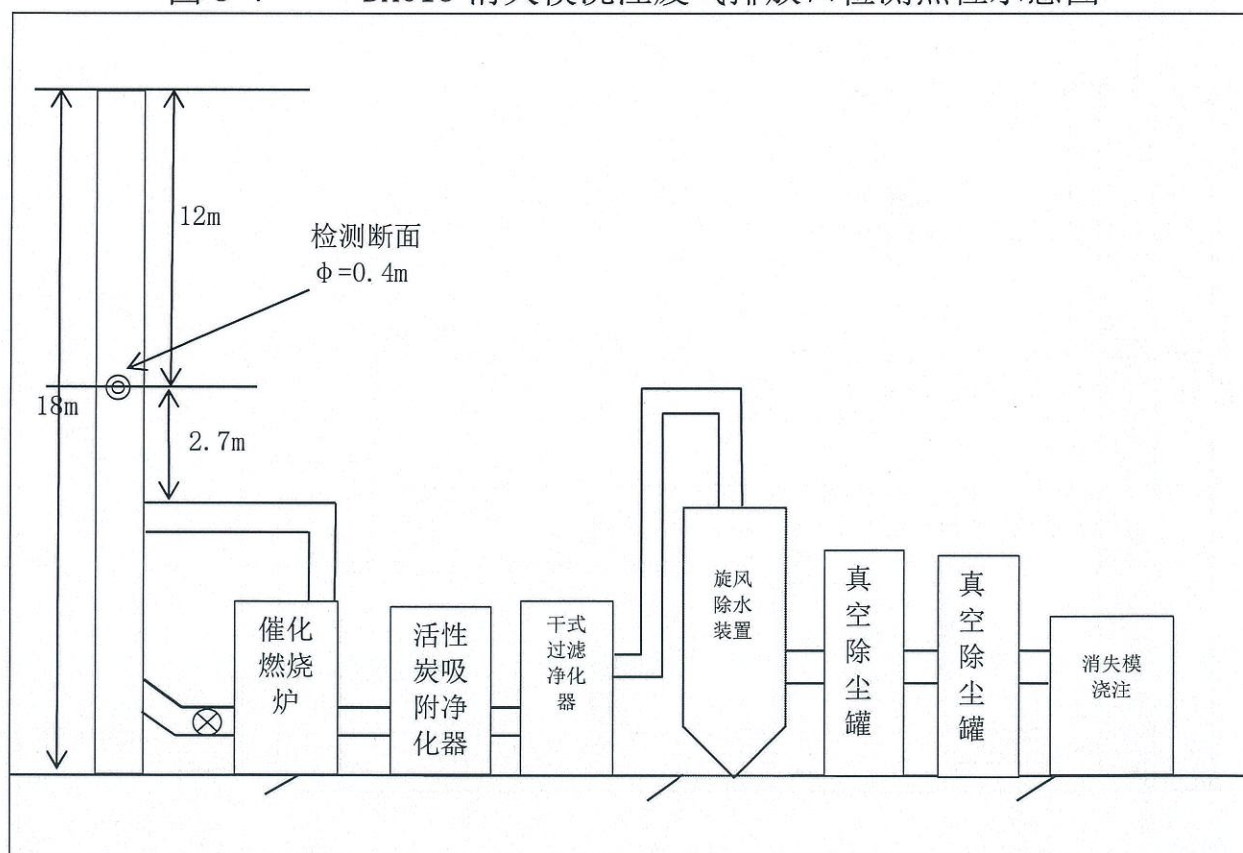 12m
检测断面
φ=0.4m
18m
2.7m
催化
燃烧
炉
活性
炭吸
附净
化器
干式
过滤
净化
器
旋风
除水
装置
真
空
除
尘
罐
真
空
除
尘
罐
消失模
浇注